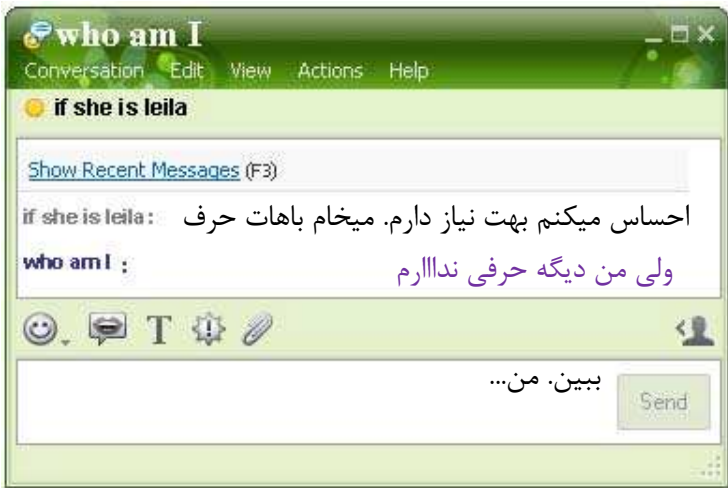 who am I
Conversation Edit View Actions Help
if she is leila
Show Recent Messages (F3)
if she is leila: احساس میکنم بهت نیاز دارم. میخام باهات حرف
who am I : ولی من دیگه حرفی ندااارم
T
ببین. من...
Send